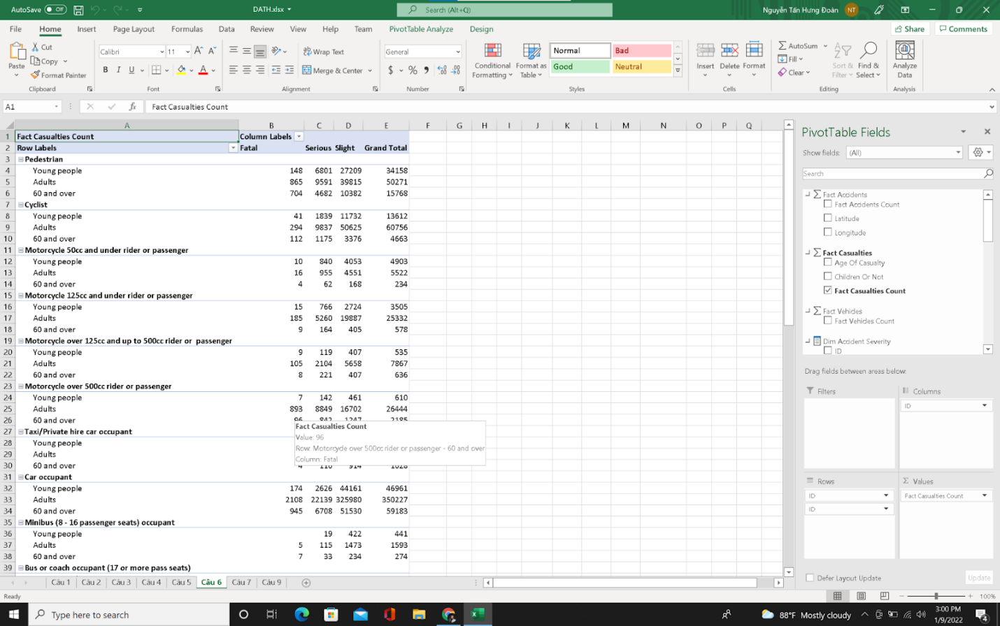 AutoSave Off DATH.xlsx Search (Alt+Q) Nguyễn Tấn Hưng Đoàn NT
File Home Insert Page Layout Formulas Data Review View Help Team PivotTable Analyze Design Share Comments
Paste
Cut
Copy
Format Painter
Clipboard
Calibri 11
B I U
Font
Wrap Text
Merge & Center
Alignment
General
$ % 9
Number
Conditional Formatting
Format as Table
Normal Bad
Good Neutral
Styles
Insert Delete Format
Cells
AutoSum
Fill
Clear
Sort & Filter
Find & Select
Editing
Analyze Data
Analysis
A1 fx Fact Casualties Count
A B C D E F G H I J K L M N O P Q
1 Fact Casualties Count Column Labels
2 Row Labels Fatal Serious Slight Grand Total
3 Pedestrian
4 Young people 148 6801 27209 34158
5 Adults 865 9591 39815 50271
6 60 and over 704 4682 10382 15768
7 Cyclist
8 Young people 41 1839 11732 13612
9 Adults 294 9837 50625 60756
10 60 and over 112 1175 3376 4663
11 Motorcycle 50cc and under rider or passenger
12 Young people 10 840 4053 4903
13 Adults 16 955 4551 5522
14 60 and over 4 62 168 234
15 Motorcycle 125cc and under rider or passenger
16 Young people 15 766 2724 3505
17 Adults 185 5260 19887 25332
18 60 and over 9 164 405 578
19 Motorcycle over 125cc and up to 500cc rider or passenger
20 Young people 9 119 407 535
21 Adults 105 2104 5658 7867
22 60 and over 8 221 407 636
23 Motorcycle over 500cc rider or passenger
24 Young people 7 142 461 610
25 Adults 893 8849 16702 26444
26 60 and over 96 842 1247 2185
27 Taxi/Private hire car occupant
28 Young people
29 Adults
30 60 and over 4 110 914 1028
Fact Casualties Count
Value: 96
Row: Motorcycle over 500cc rider or passenger - 60 and over
Column: Fatal
31 Car occupant
32 Young people 174 2626 44161 46961
33 Adults 2108 22139 325980 350227
34 60 and over 945 6708 51530 59183
35 Minibus (8 - 16 passenger seats) occupant
36 Young people 19 422 441
37 Adults 5 115 1473 1593
38 60 and over 7 33 234 274
39 Bus or coach occupant (17 or more pass seats)
PivotTable Fields
Show fields: (All)
Search
Fact Accidents
Fact Accidents Count
Latitude
Longitude
Fact Casualties
Age Of Casualty
Children Or Not
Fact Casualties Count
Fact Vehicles
Fact Vehicles Count
Dim Accident Severity
ID
Drag fields between areas below:
Filters Columns
ID
Rows Values
ID Fact Casualties Count
ID
Defer Layout Update Update
Câu 1 Câu 2 Câu 3 Câu 4 Câu 5 Câu 6 Câu 7 Câu 9
Ready 100%
Type here to search 88°F Mostly cloudy 3:00 PM
1/9/2022
4